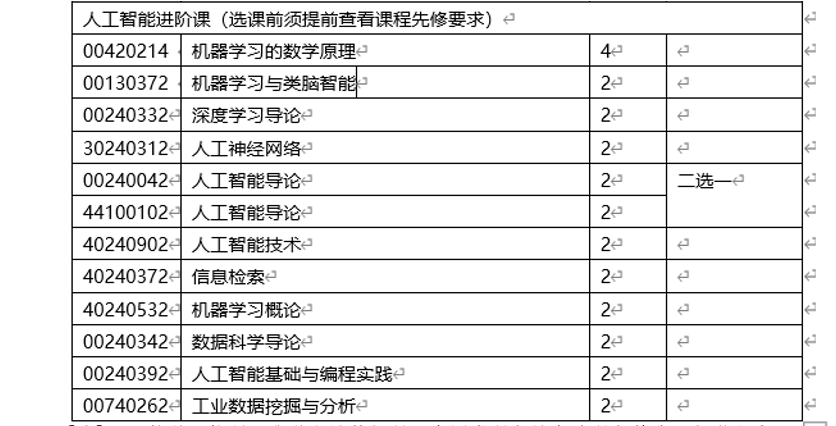 人工智能进阶课（选课前须提前查看课程先修要求）
00420214 机器学习的数学原理 4
00130372 机器学习与类脑智能 2
00240332 深度学习导论 2
30240312 人工神经网络 2
00240042 人工智能导论 2 二选一
44100102 人工智能导论 2
40240902 人工智能技术 2
40240372 信息检索 2
40240532 机器学习概论 2
00240342 数据科学导论 2
00240392 人工智能基础与编程实践 2
00740262 工业数据挖掘与分析 2